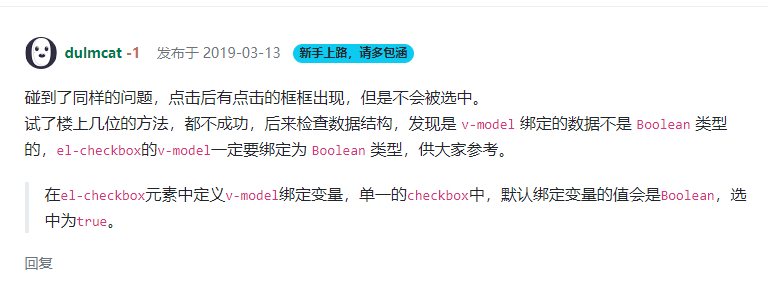 dulmcat -1 发布于 2019-03-13 新手上路，请多包涵
碰到了同样的问题，点击后有点击的框框出现，但是不会被选中。
试了楼上几位的方法，都不成功，后来检查数据结构，发现是 v-model 绑定的数据不是 Boolean 类型
的，el-checkbox的v-model一定要绑定为 Boolean 类型，供大家参考。
在el-checkbox元素中定义v-model绑定变量，单一的checkbox中，默认绑定变量的值会是Boolean，选
中为true。
回复